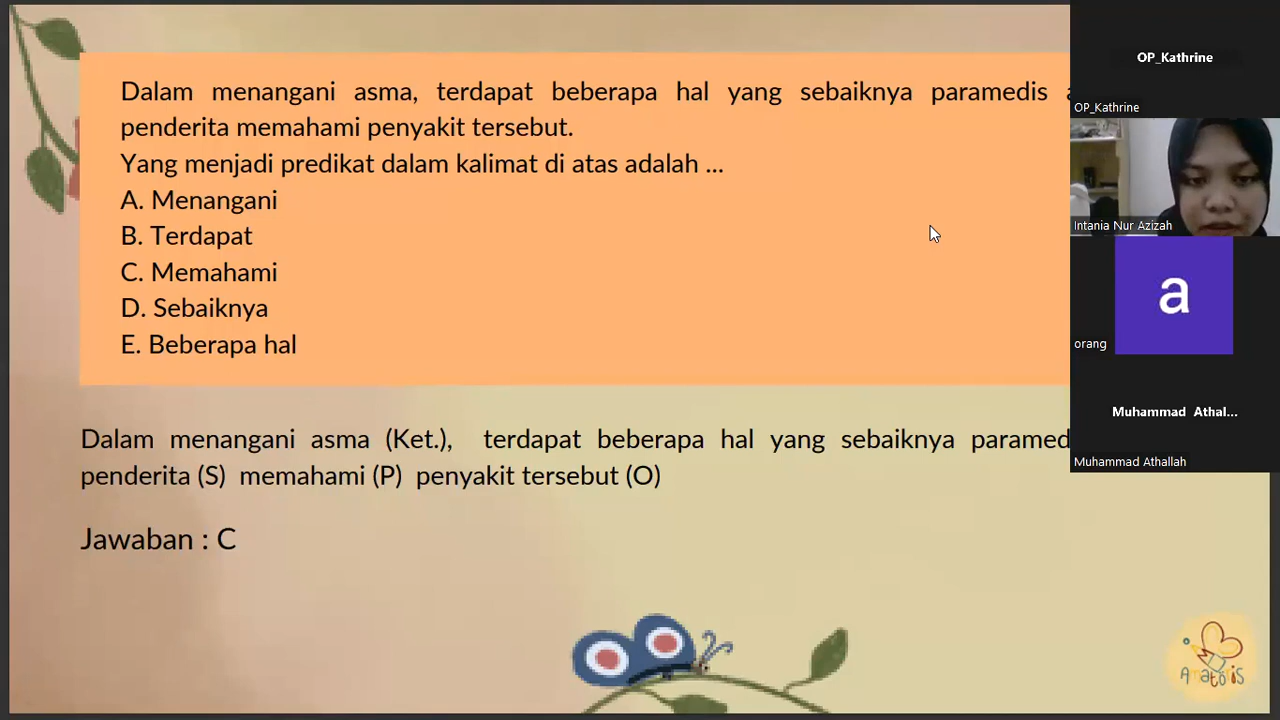 Dalam menangani asma, terdapat beberapa hal yang sebaiknya paramedis
penderita memahami penyakit tersebut.
Yang menjadi predikat dalam kalimat di atas adalah ...
A. Menangani
B. Terdapat
C. Memahami
D. Sebaiknya
E. Beberapa hal
Dalam menangani asma (Ket.), terdapat beberapa hal yang sebaiknya
penderita (S) memahami (P) penyakit tersebut (O)
Jawaban : C
OP_Kathrine
OP_Kathrine
Intania Nur Azizah
a
orang
Muhammad Athal...
Muhammad Athallah
Amatoris